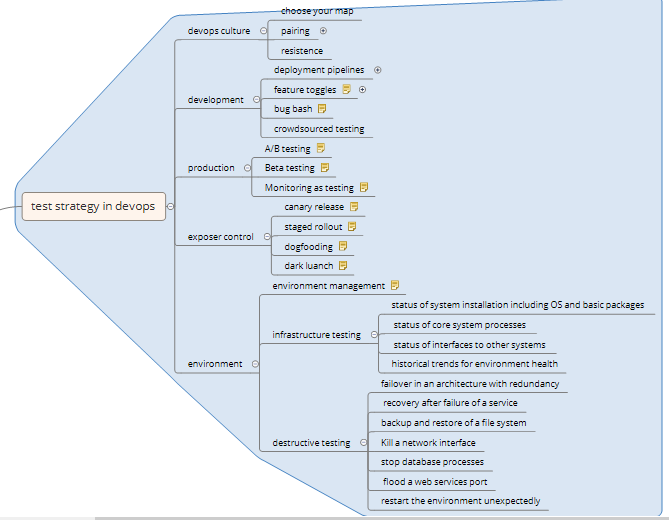 test strategy in devops
devops culture
choose your map
pairing
resistence
development
deployment pipelines
feature toggles
bug bash
crowdsourced testing
production
A/B testing
Beta testing
Monitoring as testing
exposer control
canary release
staged rollout
dogfooding
dark luanch
environment
environment management
infrastructure testing
status of system installation including OS and basic packages
status of core system processes
status of interfaces to other systems
historical trends for environment health
destructive testing
failover in an architecture with redundancy
recovery after failure of a service
backup and restore of a file system
Kill a network interface
stop database processes
flood a web services port
restart the environment unexpectedly